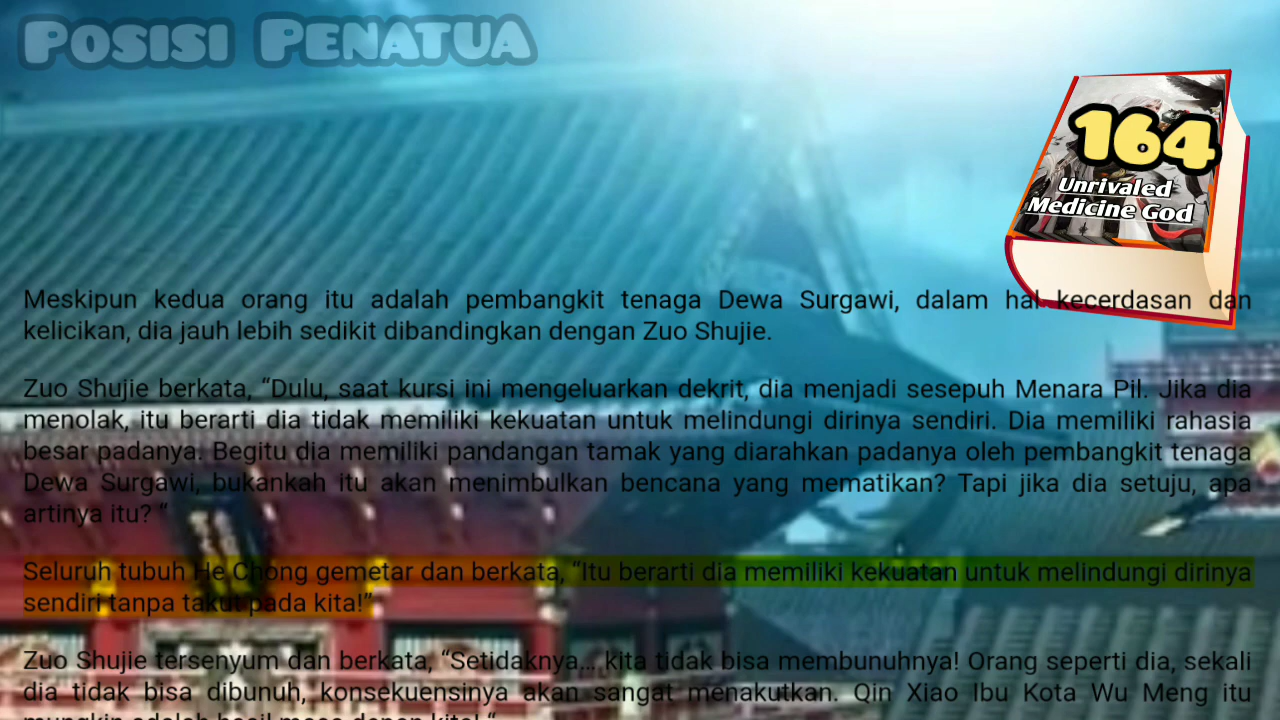 Posisi Penatua
164
Unrivaled
Medicine God
Meskipun kedua orang itu adalah pembangkit tenaga Dewa Surgawi, dalam hal kecerdasan dan
kelicikan, dia jauh lebih sedikit dibandingkan dengan Zuo Shujie.
Zuo Shujie berkata, “Dulu, saat kursi ini mengeluarkan dekrit, dia menjadi sesepuh Menara Pil. Jika dia
menolak, itu berarti dia tidak memiliki kekuatan untuk melindungi dirinya sendiri. Dia memiliki rahasia
besar padanya. Begitu dia memiliki pandangan tamak yang diarahkan padanya oleh pembangkit tenaga
Dewa Surgawi, bukankah itu akan menimbulkan bencana yang mematikan? Tapi jika dia setuju, apa
artinya itu? “
Seluruh tubuh He Chong gemetar dan berkata, “Itu berarti dia memiliki kekuatan untuk melindungi dirinya
sendiri tanpa takut pada kita!”
Zuo Shujie tersenyum dan berkata, “Setidaknya… kita tidak bisa membunuhnya! Orang seperti dia, sekali
dia tidak bisa dibunuh, konsekuensinya akan sangat menakutkan. Qin Xiao Ibu Kota Wu Meng itu
mungkin adalah hasil masa depan kita! “